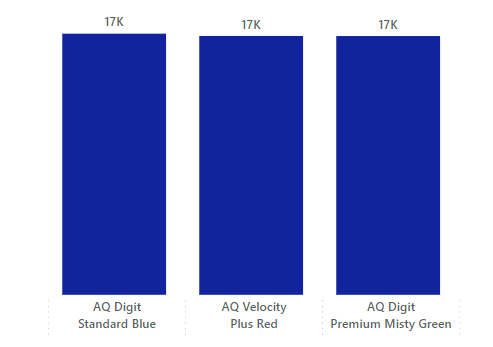 17K
17K
17K
AQ Digit
Standard Blue
AQ Velocity
Plus Red
AQ Digit
Premium Misty Green